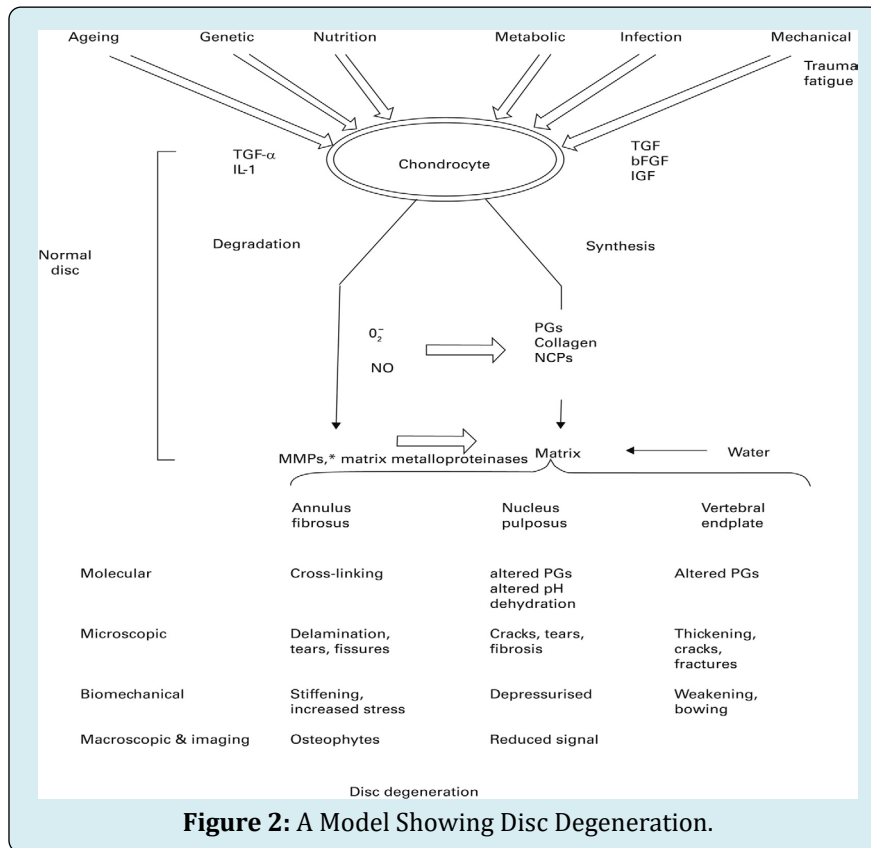 Ageing Genetic Nutrition Metabolic Infection Mechanical
Trauma
fatigue
TGF-α
IL-1
Chondrocyte
TGF
bFGF
IGF
Normal
disc
Degradation
Synthesis
0₂⁻
NO
PGs
Collagen
NCPs
MMPs,* matrix metalloproteinases
Matrix
Water
Annulus
fibrosus
Nucleus
pulposus
Vertebral
endplate
Molecular
Cross-linking
altered PGs
altered pH
dehydration
Altered PGs
Microscopic
Delamination,
tears, fissures
Cracks, tears,
fibrosis
Thickening,
cracks,
fractures
Biomechanical
Stiffening,
increased stress
Depressurised
Weakening,
bowing
Macroscopic & imaging
Osteophytes
Reduced signal
Disc degeneration
Figure 2: A Model Showing Disc Degeneration.